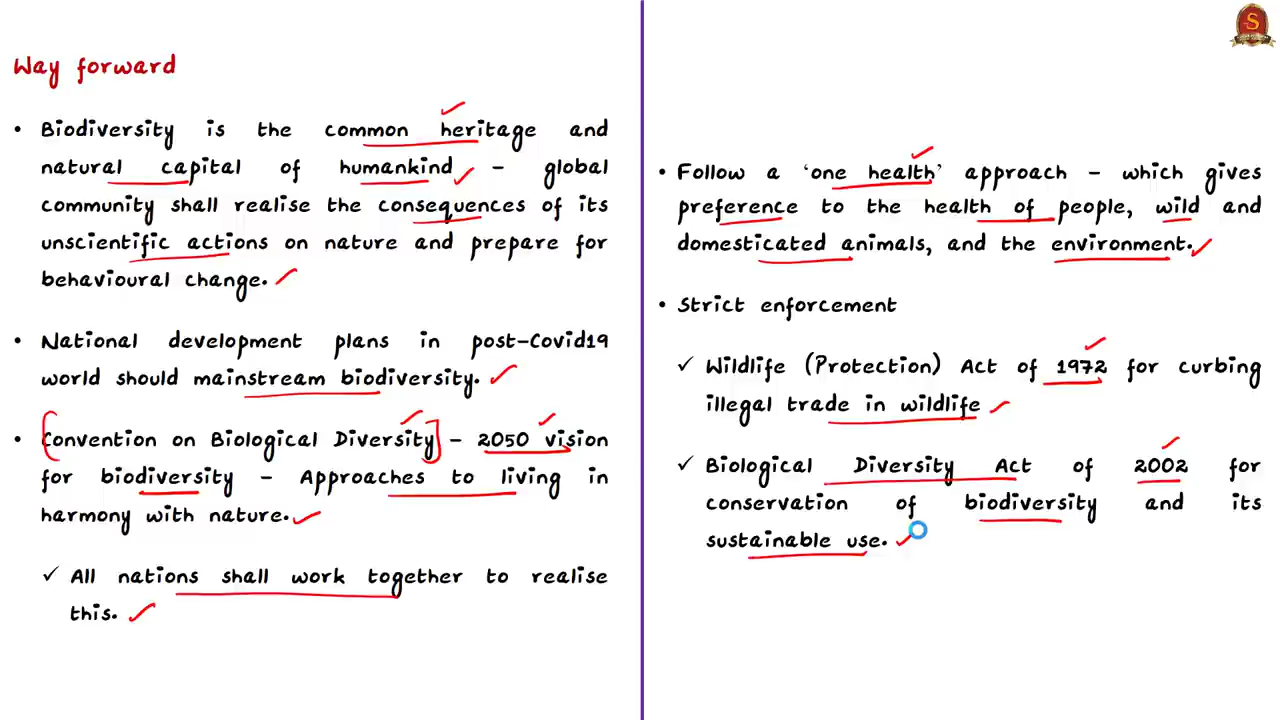 Way forward
• Biodiversity is the common heritage and
natural capital of humankind – global
community shall realise the consequences of its
unscientific actions on nature and prepare for
behavioural change.
• National development plans in post-Covid19
world should mainstream biodiversity.
• Convention on Biological Diversity – 2050 vision
for biodiversity – Approaches to living in
harmony with nature.
✓ All nations shall work together to realise
this.
• Follow a ‘one health’ approach – which gives
preference to the health of people, wild and
domesticated animals, and the environment.
• Strict enforcement
✓ Wildlife (Protection) Act of 1972 for curbing
illegal trade in wildlife
✓ Biological Diversity Act of 2002 for
conservation of biodiversity and its
sustainable use.
S